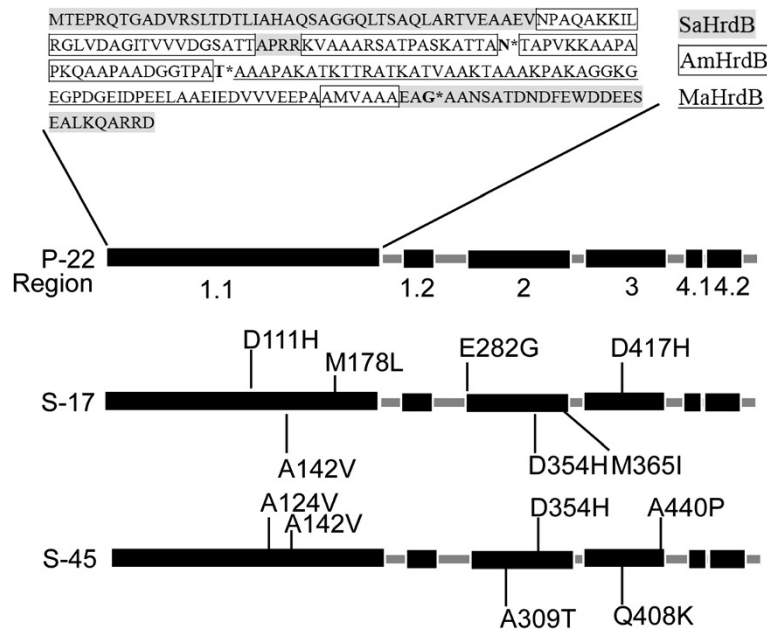 MTEPRQTGADVRSLTDTLIAHAQSAGGQLTSAQLARTVEAAEVNPAQAKKIL
RGLVDAGITVVVDGSATTAPRRKVAAARSATPASKATTAN*TAPVKKAAPA
PKQAAPAADGGTPAT*AAAPAKATKTTRATKATVAAKTAAAKPAKAGGKG
EGPDGEIDPEELAAEIEDVVVEEPAAMVAAAEAG*AANSATDNDFEWDDEES
EALKQARRD
SaHrdB
AmHrdB
MaHrdB
P-22
Region
1.1
1.2
2
3
4.1
4.2
S-17
D111H
M178L
A142V
E282G
D354H
M365I
D417H
S-45
A124V
A142V
D354H
A309T
A440P
Q408K